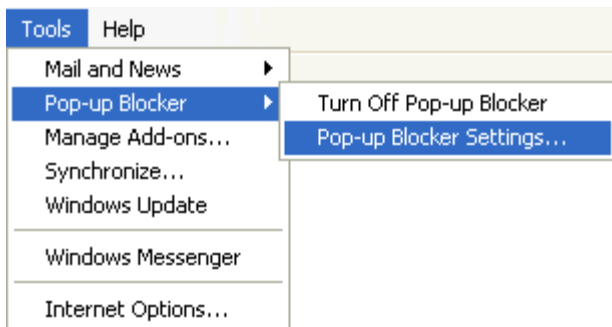 Tools Help
Mail and News
Pop-up Blocker
Turn Off Pop-up Blocker
Manage Add-ons...
Pop-up Blocker Settings...
Synchronize...
Windows Update
Windows Messenger
Internet Options...